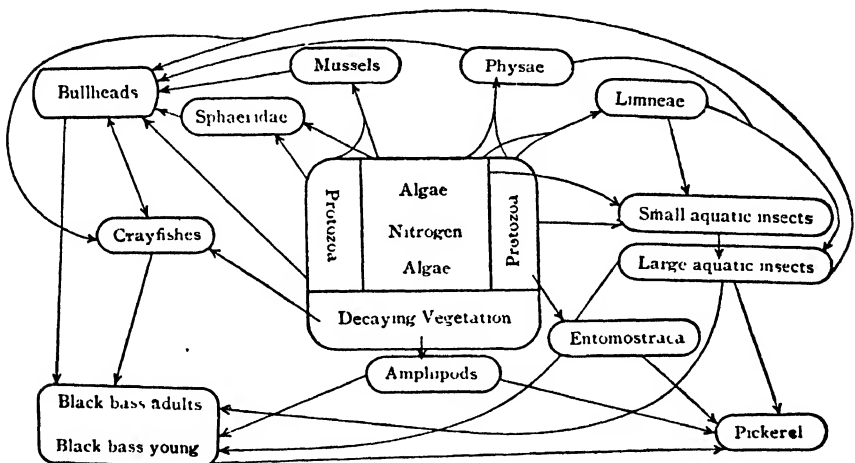 Mussels
Physae
Bullheads
Limneae
Sphaeridae
Protozoa
Algae
Nitrogen
Algae
Protozoa
Small aquatic insects
Crayfishes
Large aquatic insects
Decaying Vegetation
Entomostraca
Amphipods
Black bass adults
Black bass young
Pickerel